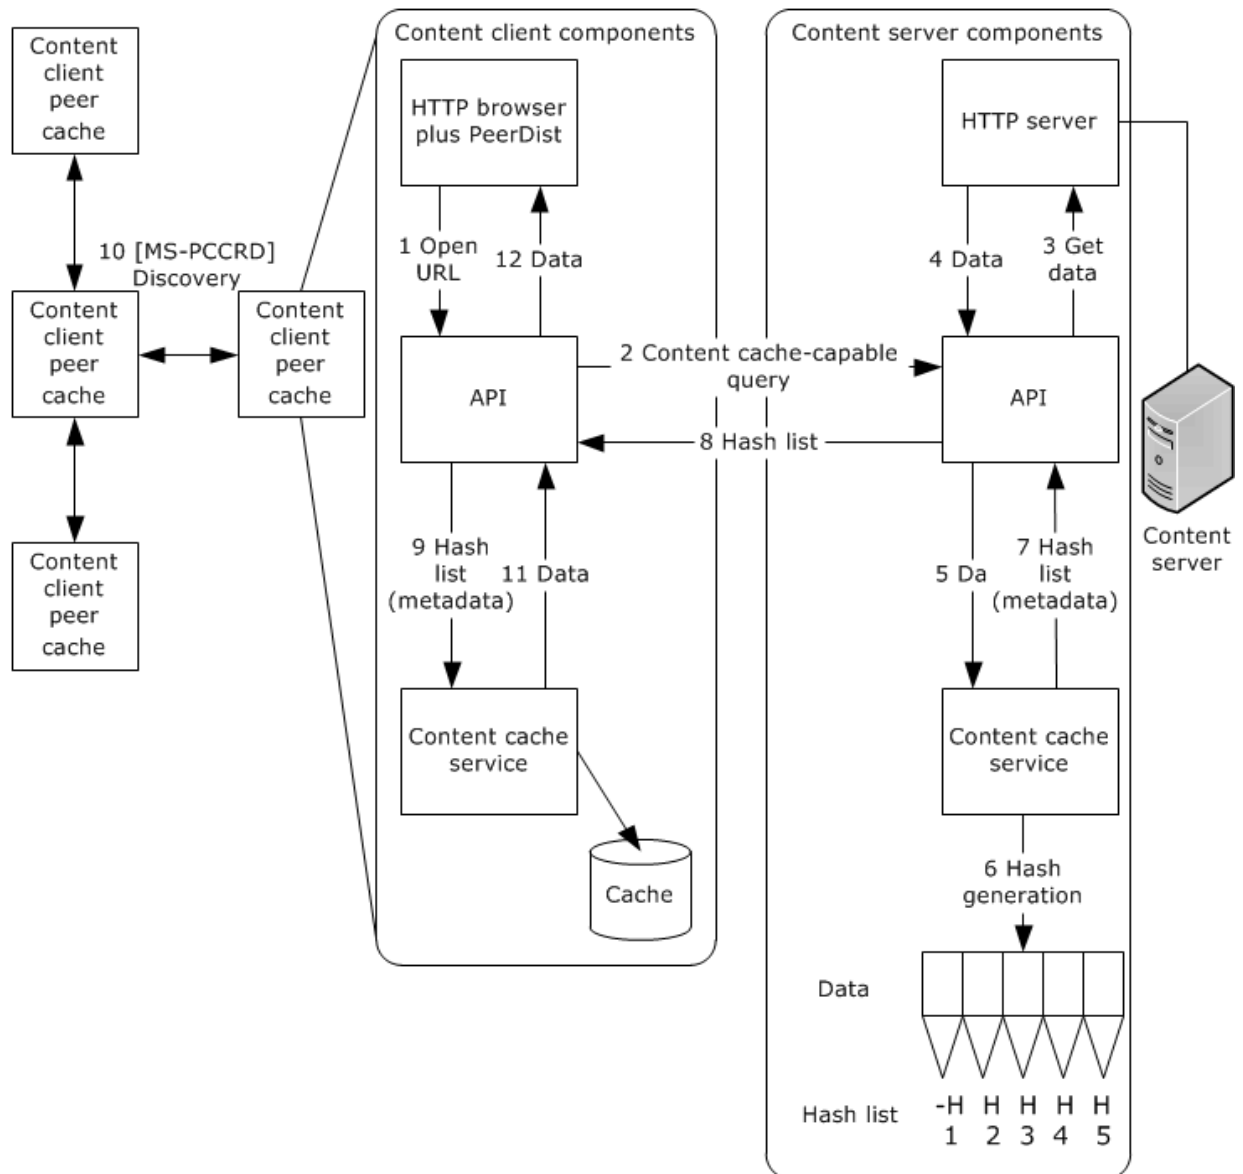 Content
client
peer
cache
10 [MS-PCCRD]
Discovery
Content
client
peer
cache
Content
client
peer
cache
Content
client
peer
cache
Content client components
HTTP browser
plus PeerDist
1 Open
URL
12 Data
API
2 Content cache-capable
query
8 Hash list
9 Hash
list
(metadata)
11 Data
Content cache
service
Cache
Content server components
HTTP server
4 Data
3 Get
data
API
Content
server
5 Da
7 Hash
list
(metadata)
Content cache
service
6 Hash
generation
Data
Hash list
-H H H H H
1 2 3 4 5